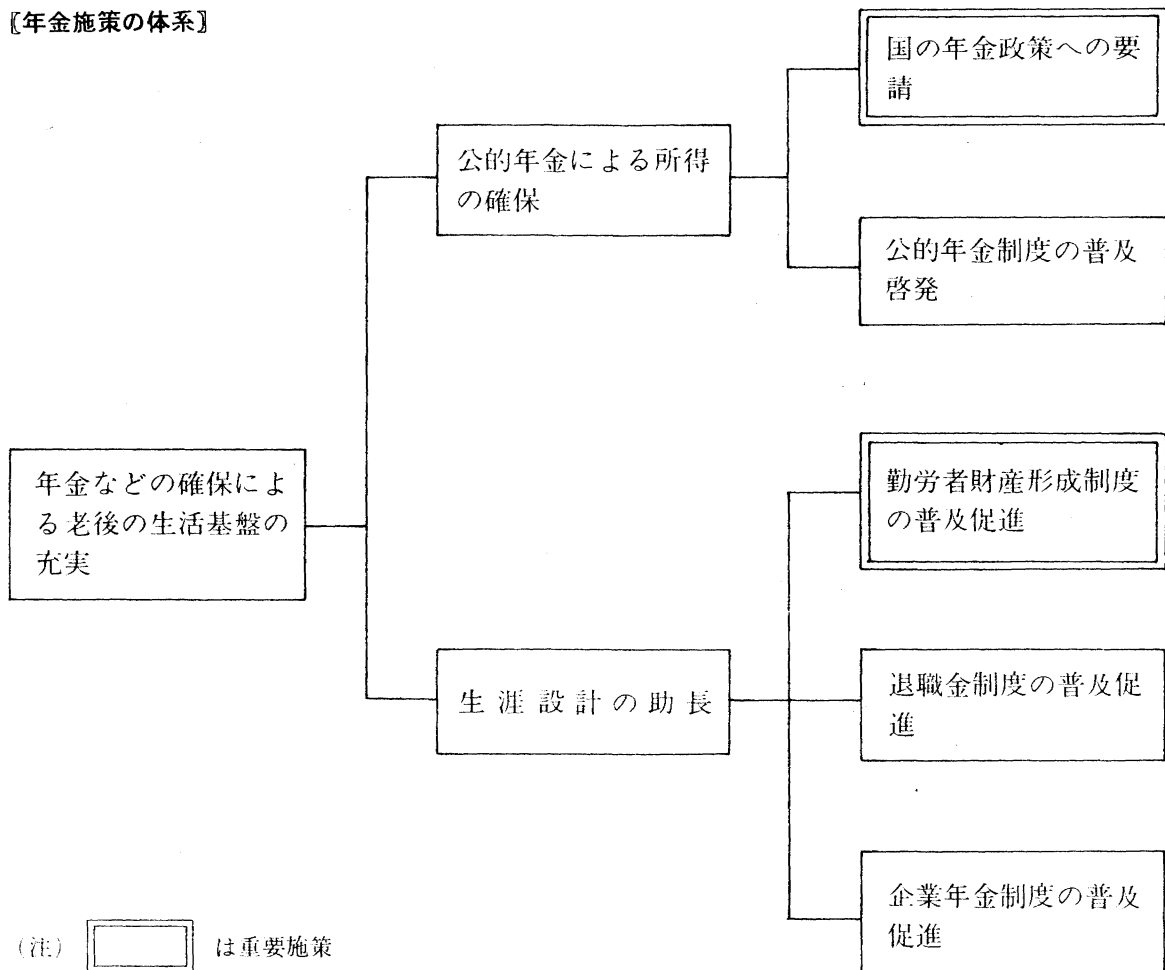 〖年金施策の体系〗
国の年金政策への要
請
公的年金による所得
の確保
公的年金制度の普及
啓発
年金などの確保によ
る老後の生活基盤の
充実
勤労者財産形成制度
の普及促進
生涯設計の助長
退職金制度の普及促
進
企業年金制度の普及
促進
(注) は重要施策